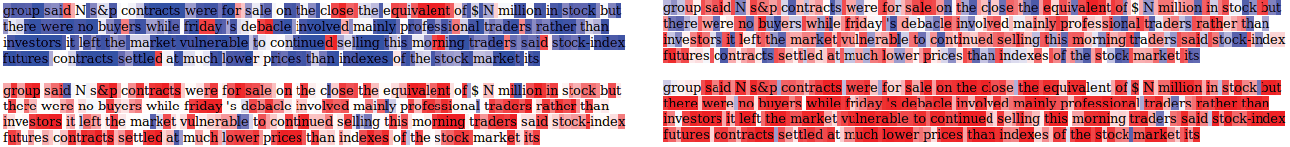 group said N s&p contracts were for sale on the close the equivalent of $ N million in stock but
there were no buyers while friday 's debacle involved mainly professional traders rather than
investors it left the market vulnerable to continued selling this morning traders said stock-index
futures contracts settled at much lower prices than indexes of the stock market its
group said N s&p contracts were for sale on the close the equivalent of $ N million in stock but
there were no buyers while friday 's debacle involved mainly professional traders rather than
investors it left the market vulnerable to continued selling this morning traders said stock-index
futures contracts settled at much lower prices than indexes of the stock market its
group said N s&p contracts were for sale on the close the equivalent of $ N million in stock but
there were no buyers while friday 's debacle involved mainly professional traders rather than
investors it left the market vulnerable to continued selling this morning traders said stock-index
futures contracts settled at much lower prices than indexes of the stock market its
group said N s&p contracts were for sale on the close the equivalent of $ N million in stock but
there were no buyers while friday 's debacle involved mainly professional traders rather than
investors it left the market vulnerable to continued selling this morning traders said stock-index
futures contracts settled at much lower prices than indexes of the stock market its